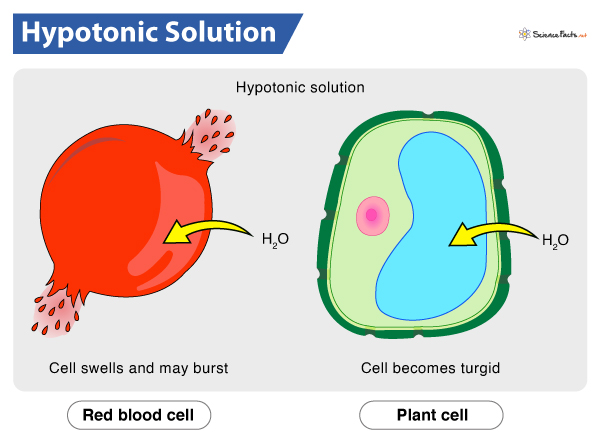 Hypotonic Solution
ScienceFacts.net
Hypotonic solution
H₂O
H₂O
Cell swells and may burst
Cell becomes turgid
Red blood cell
Plant cell